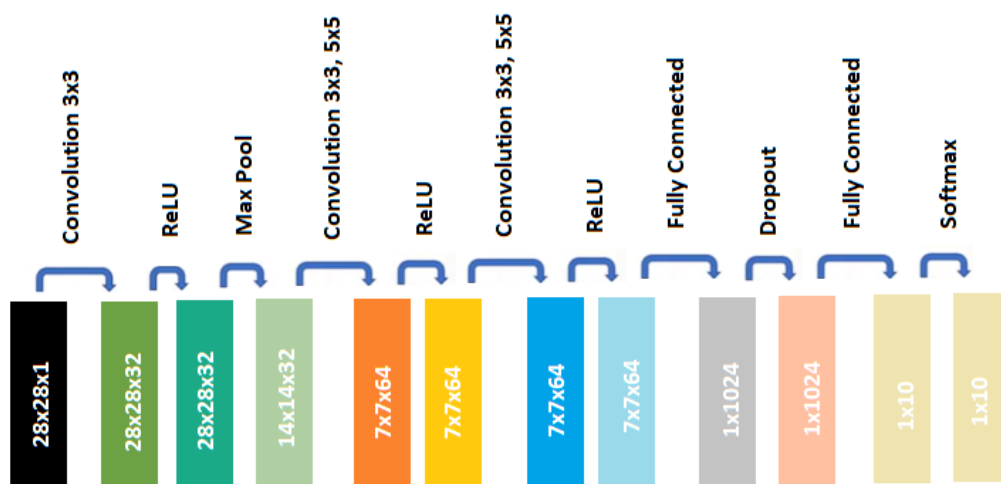 Convolution 3x3
ReLU
Max Pool
Convolution 3x3, 5x5
ReLU
Convolution 3x3, 5x5
ReLU
Fully Connected
Dropout
Fully Connected
Softmax
28x28x1
28x28x32
28x28x32
14x14x32
7x7x64
7x7x64
7x7x64
7x7x64
1x1024
1x1024
1x10
1x10